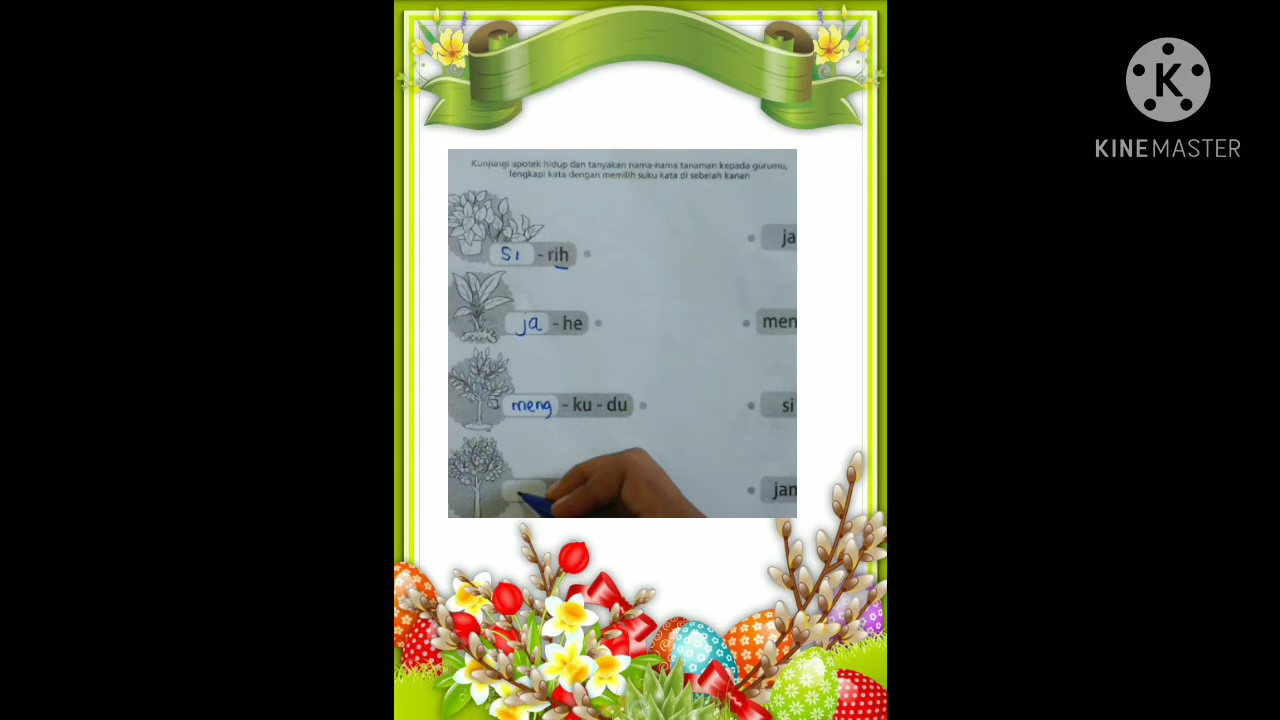 Kunjungi apotek hidup dan tanyakan nama-nama tanaman kepada gurumu,
lengkapi kata dengan memilih suku kata di sebelah kanan
ja
si - rih
ja - he
men
meng - ku - du
si
jan
KINEMASTER